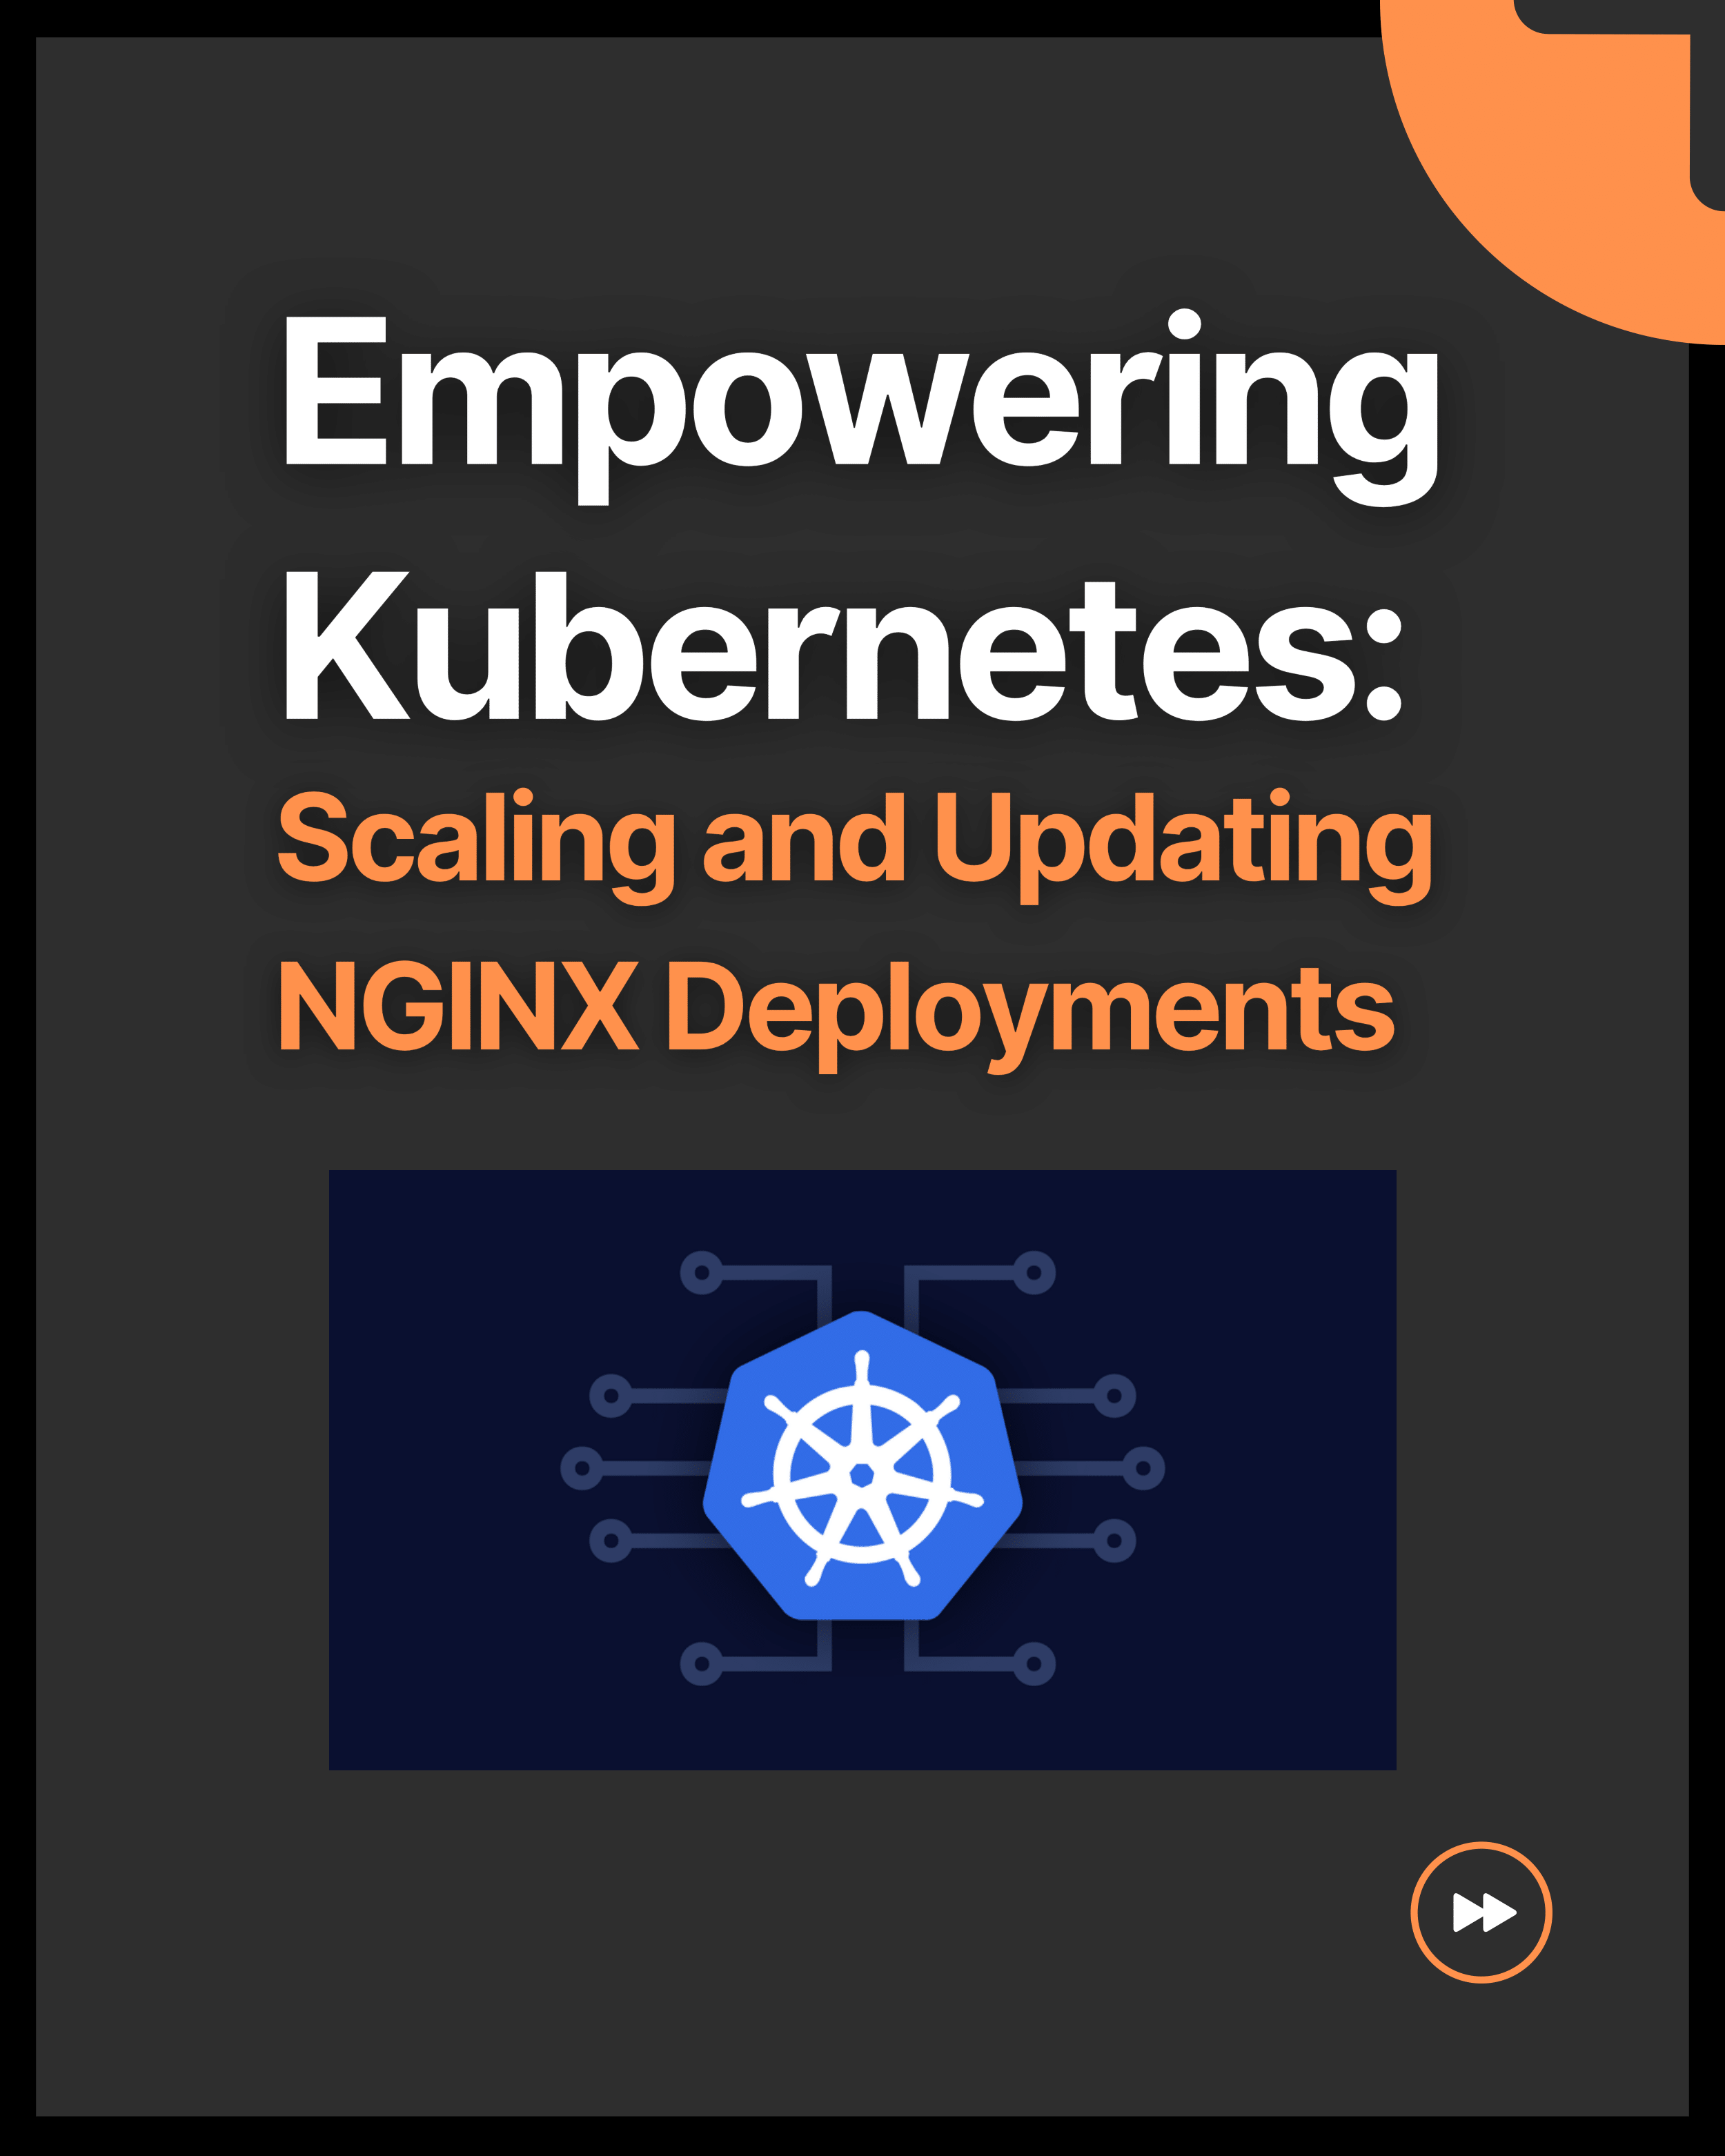 Empowering
Kubernetes:
Scaling and Updating
NGINX Deployments